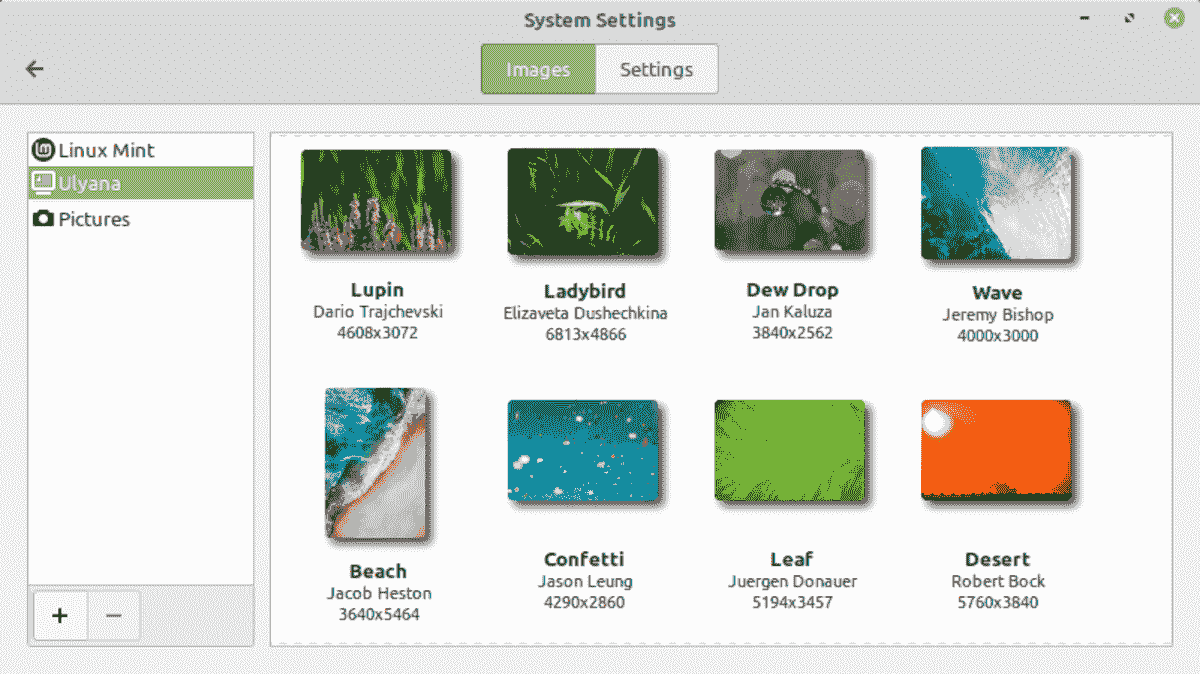 System Settings
Images
Settings
Linux Mint
Ulyana
Pictures
Lupin
Dario Trajchevski
4608x3072
Ladybird
Elizaveta Dushechkina
6813x4866
Dew Drop
Jan Kaluza
3840x2562
Wave
Jeremy Bishop
4000x3000
Beach
Jacob Heston
3640x5464
Confetti
Jason Leung
4290x2860
Leaf
Juergen Donauer
5194x3457
Desert
Robert Bock
5760x3840